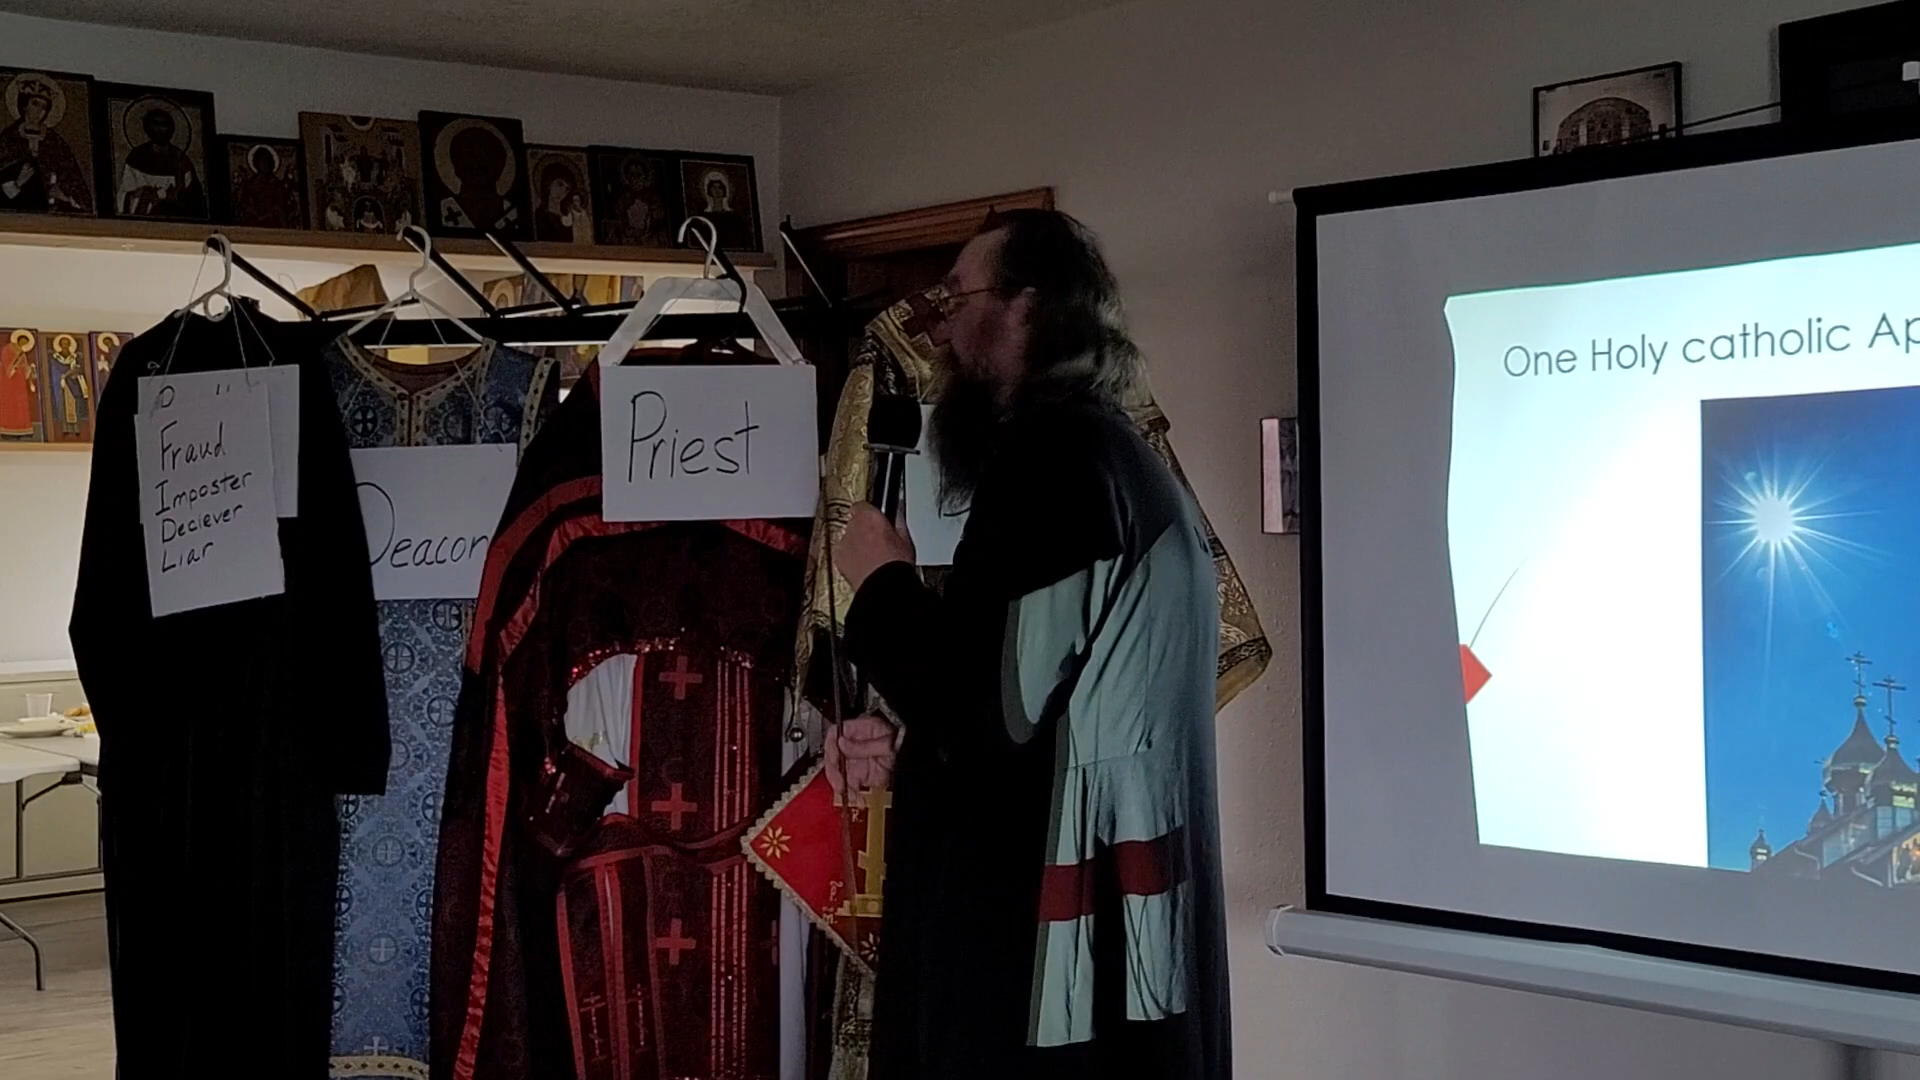 Fraud
Imposter
Deciever
Liar
Deacon
Priest
One Holy catholic Ap